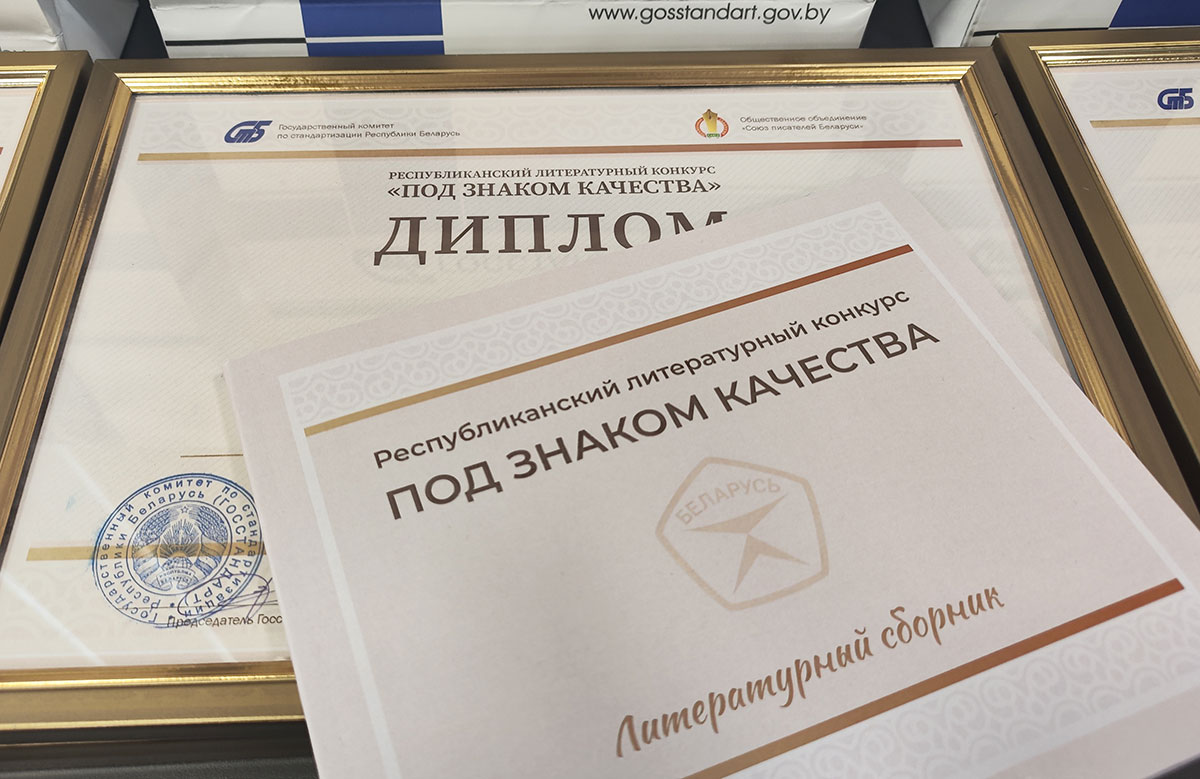 www.gosstandart.gov.by
СТБ
Государственный комитет
по стандартизации Республики Беларусь
Общественное объединение
«Союз писателей Беларуси»
СТБ
РЕСПУБЛИКАНСКИЙ ЛИТЕРАТУРНЫЙ КОНКУРС
«ПОД ЗНАКОМ КАЧЕСТВА»
ДИПЛОМ
Республиканский литературный конкурс
ПОД ЗНАКОМ КАЧЕСТВА
БЕЛАРУСЬ
Литературный сборник
Государственный комитет по стандартизации
Республики Беларусь (ГОССТАНДАРТ)
Председатель Госс